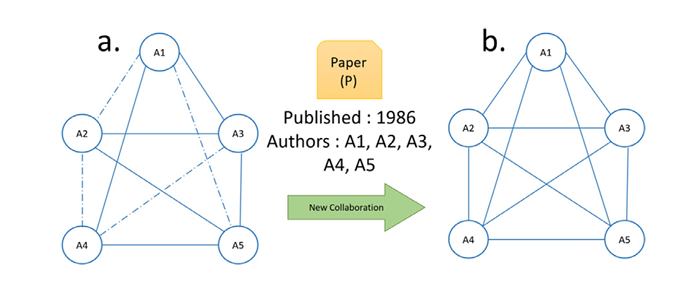 a.
A1
A2
A3
A4
A5
Paper
(P)
Published : 1986
Authors : A1, A2, A3,
A4, A5
New Collaboration
b.
A1
A2
A3
A4
A5